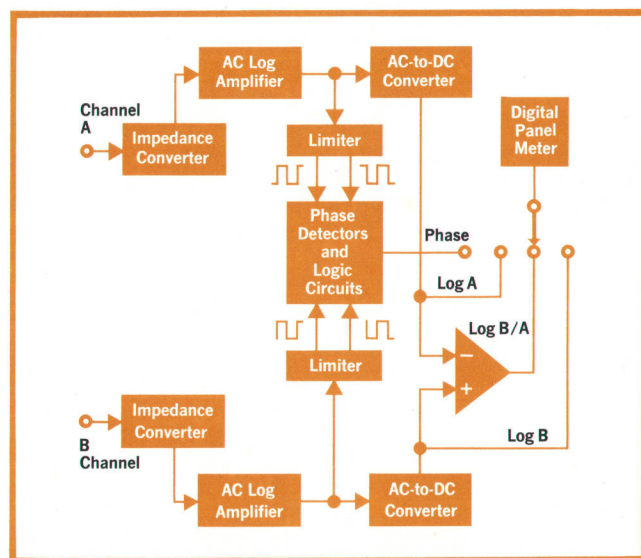 Channel
A
Impedance
Converter
AC Log
Amplifier
AC-to-DC
Converter
Digital
Panel
Meter
Limiter
Phase
Detectors
and
Logic
Circuits
Phase
Log A
Log B/A
−
+
Limiter
Log B
B
Channel
Impedance
Converter
AC Log
Amplifier
AC-to-DC
Converter